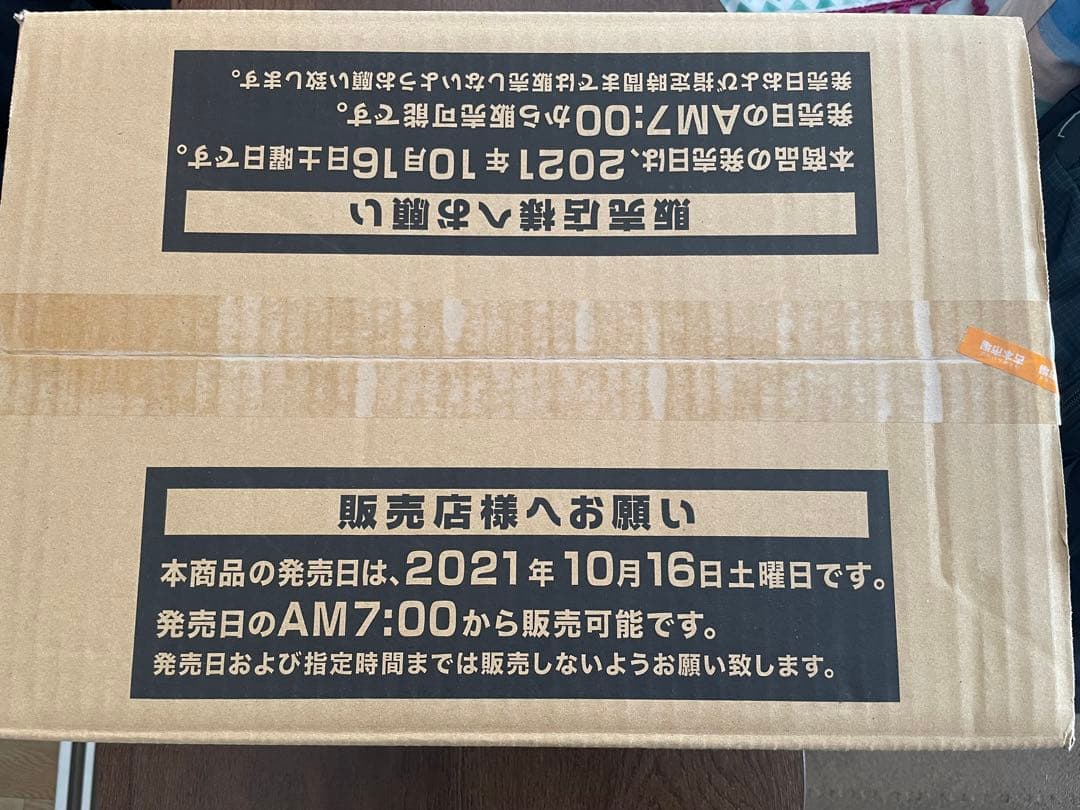 発売日および指定時間までは販売しないようお願い致します。
発売日のAM7:00から販売可能です。
本商品の発売日は、2021年10月16日土曜日です。
販売店様へお願い
古本市場
販売店様へお願い
本商品の発売日は、2021年10月16日土曜日です。
発売日のAM7:00から販売可能です。
発売日および指定時間までは販売しないようお願い致します。